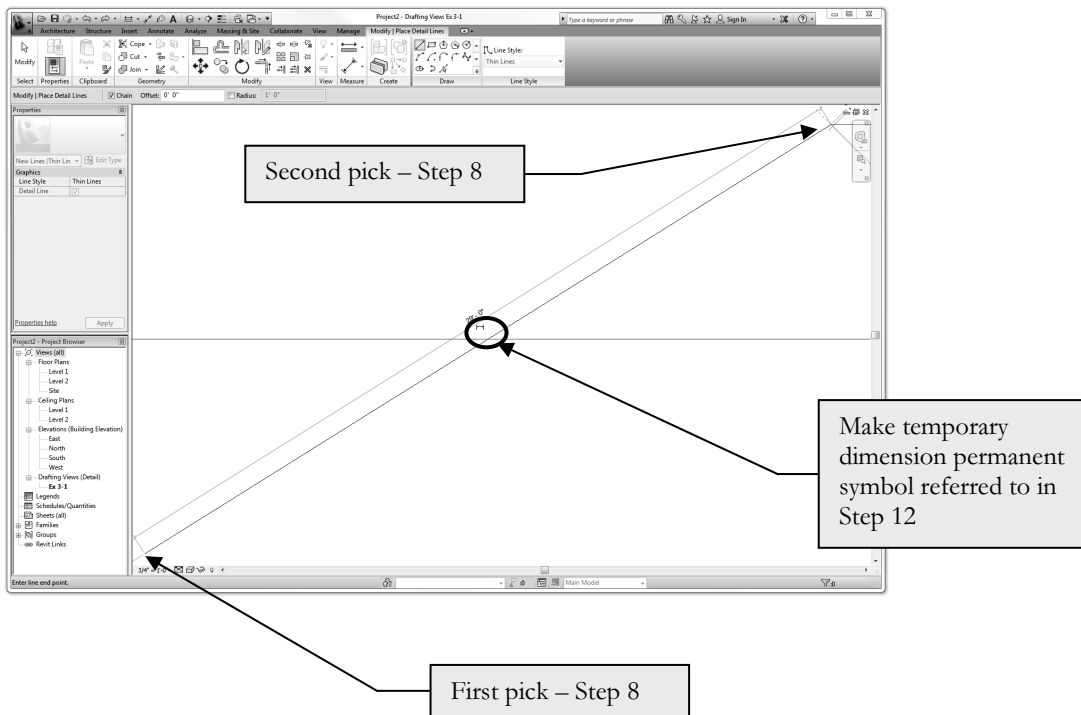 Project2 - Drafting View: Ex 3-1
Type a keyword or phrase
Sign In
Architecture Structure Insert Annotate Analyze Massing & Site Collaborate View Manage Modify | Place Detail Lines
Modify
Paste
Cope
Cut
Join
Line Style:
Thin Lines
Select Properties Clipboard Geometry Modify View Measure Create Draw Line Style
Modify | Place Detail Lines Chain Offset: 0' 0" Radius: 1' 0"
Properties
New Lines (Thin Lin Edit Type
Graphics
Line Style Thin Lines
Detail Line
Properties help Apply
Project2 - Project Browser
Views (all)
Floor Plans
Level 1
Level 2
Site
Ceiling Plans
Level 1
Level 2
Elevations (Building Elevation)
East
North
South
West
Drafting Views (Detail)
Ex 3-1
Legends
Schedules/Quantities
Sheets (all)
Families
Groups
Revit Links
Second pick – Step 8
Make temporary
dimension permanent
symbol referred to in
Step 12
Enter line end point.
:0
Main Model
:0
First pick – Step 8